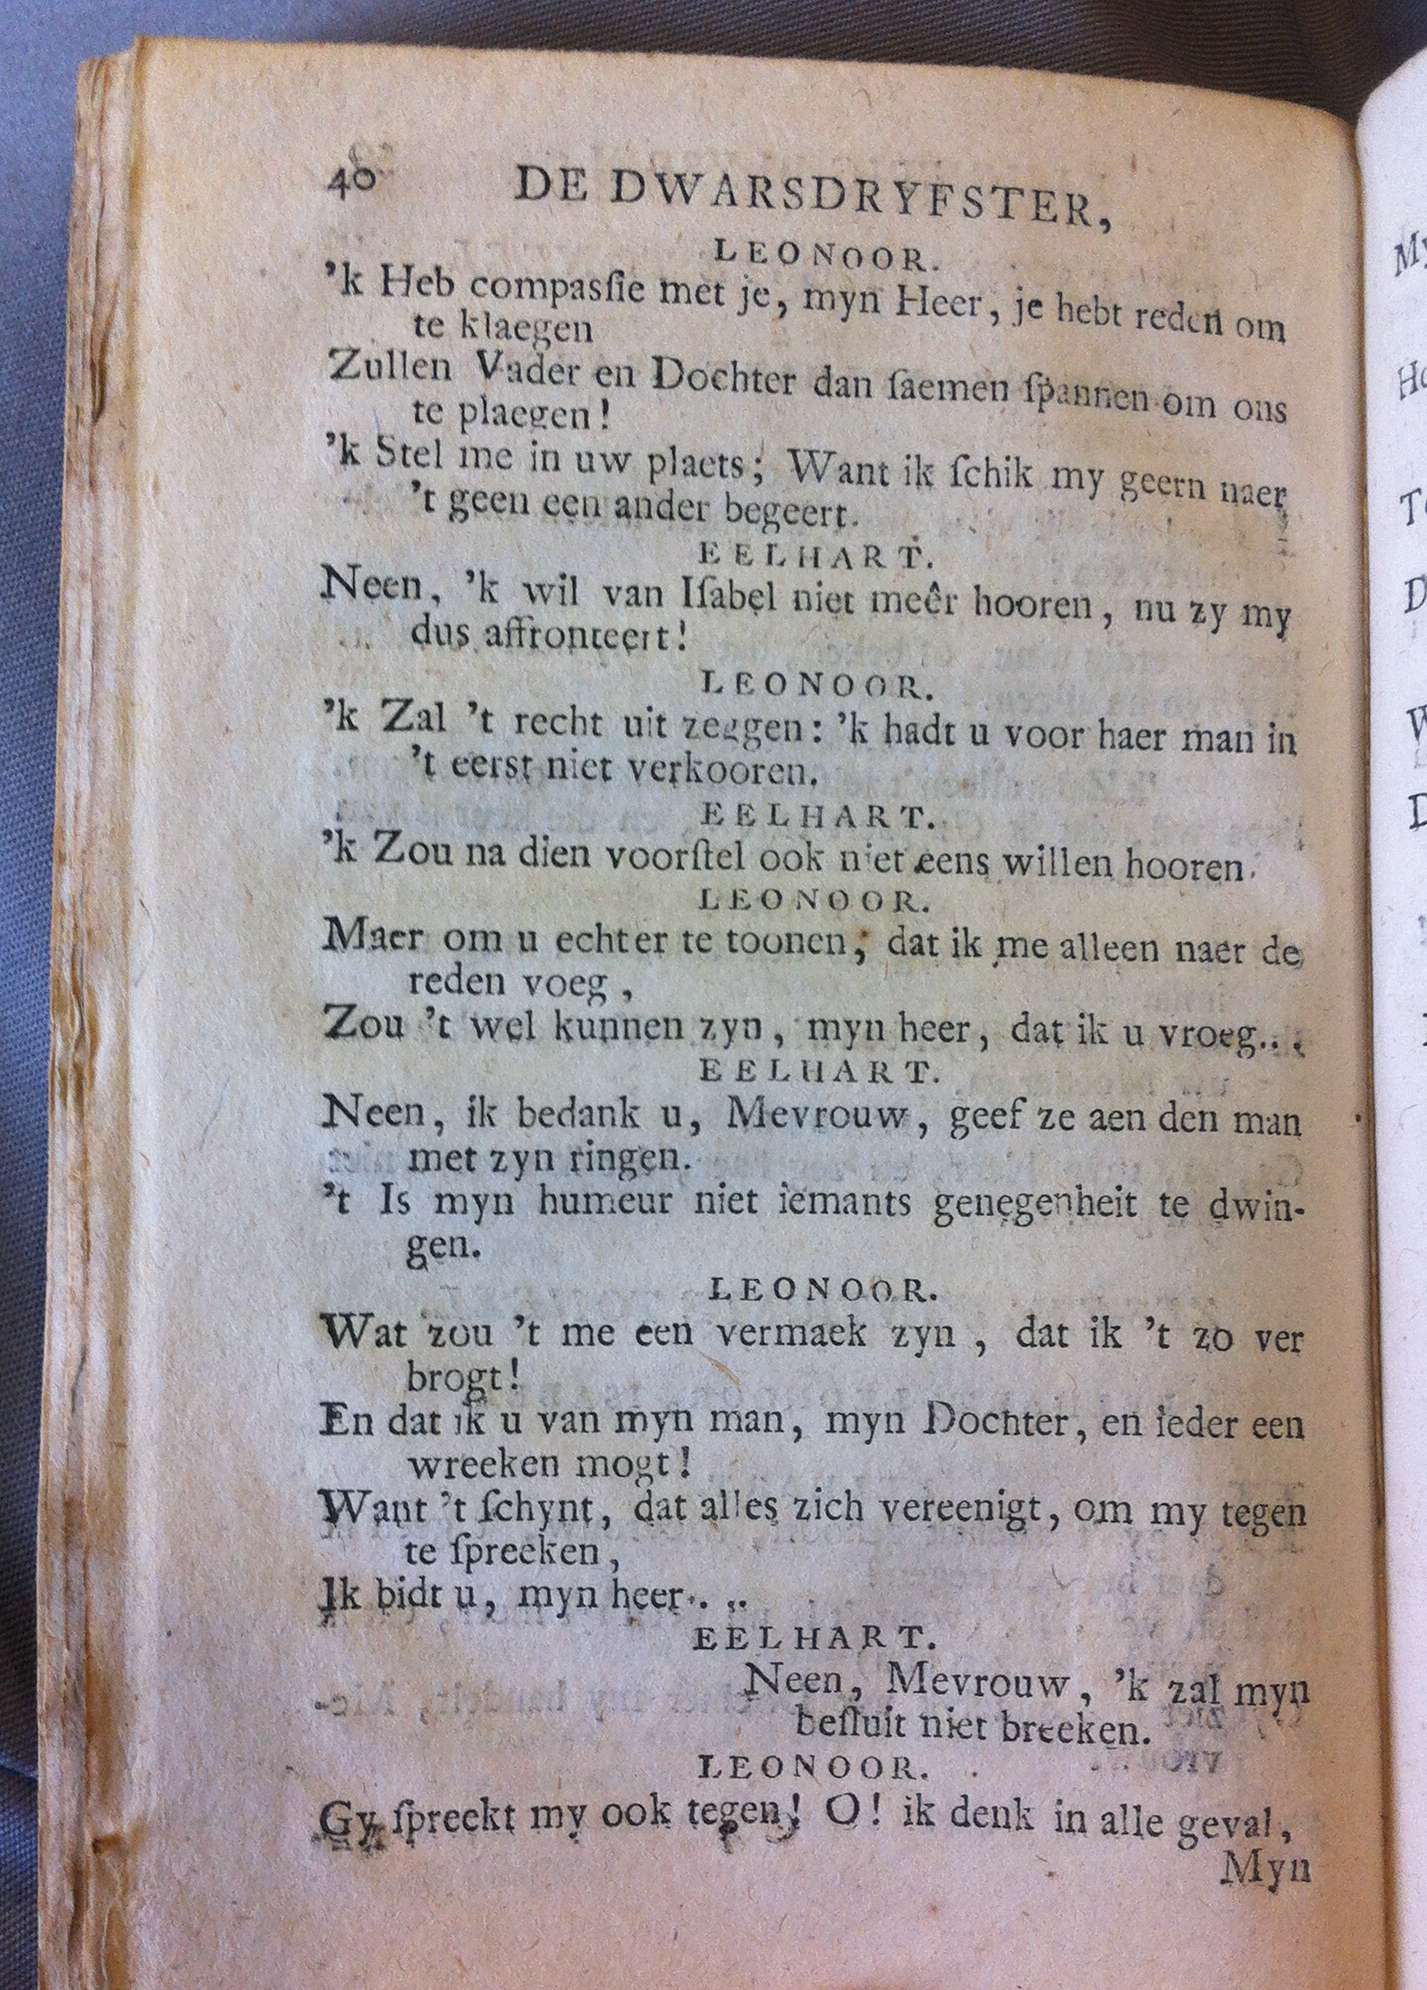 40 DE DWARSDRYFSTER,
LEONOOR.
’k Heb compasſie met je, myn Heer, je hebt reden om
te klaegen
Zullen Vader en Dochter dan ſaemen ſpannen om ons
te plaegen!
’k Stel me in uw plaets; Want ik ſchik my geern naer
’t geen een ander begeert.
EELHART.
Neen, ’k wil van Iſabel niet meêr hooren, nu zy my
dus affronteert!
LEONOOR.
’k Zal ’t recht uit zeggen: ’k hadt u voor haer man in
’t eerst niet verkooren.
EELHART.
’k Zou na dien voorſtel ook niet eens willen hooren.
LEONOOR.
Maer om u echter te toonen, dat ik me alleen naer de
reden voeg,
Zou ’t wel kunnen zyn, myn heer, dat ik u vroeg...
EELHART.
Neen, ik bedank u, Mevrouw, geef ze aen den man
met zyn ringen.
’t Is myn humeur niet iemants genegenheit te dwin-
gen.
LEONOOR.
Wat zou ’t me een vermaek zyn, dat ik ’t zo ver
brogt!
En dat ik u van myn man, myn Dochter, en ieder een
wreeken mogt!
Want ’t ſchynt, dat alles zich vereenigt, om my tegen
te ſpreeken,
Ik bidt u, myn heer....
EELHART.
Neen, Mevrouw, ’k zal myn
beſluit niet breeken.
LEONOOR.
Gy ſpreekt my ook tegen! O! ik denk in alle geval,
Myn